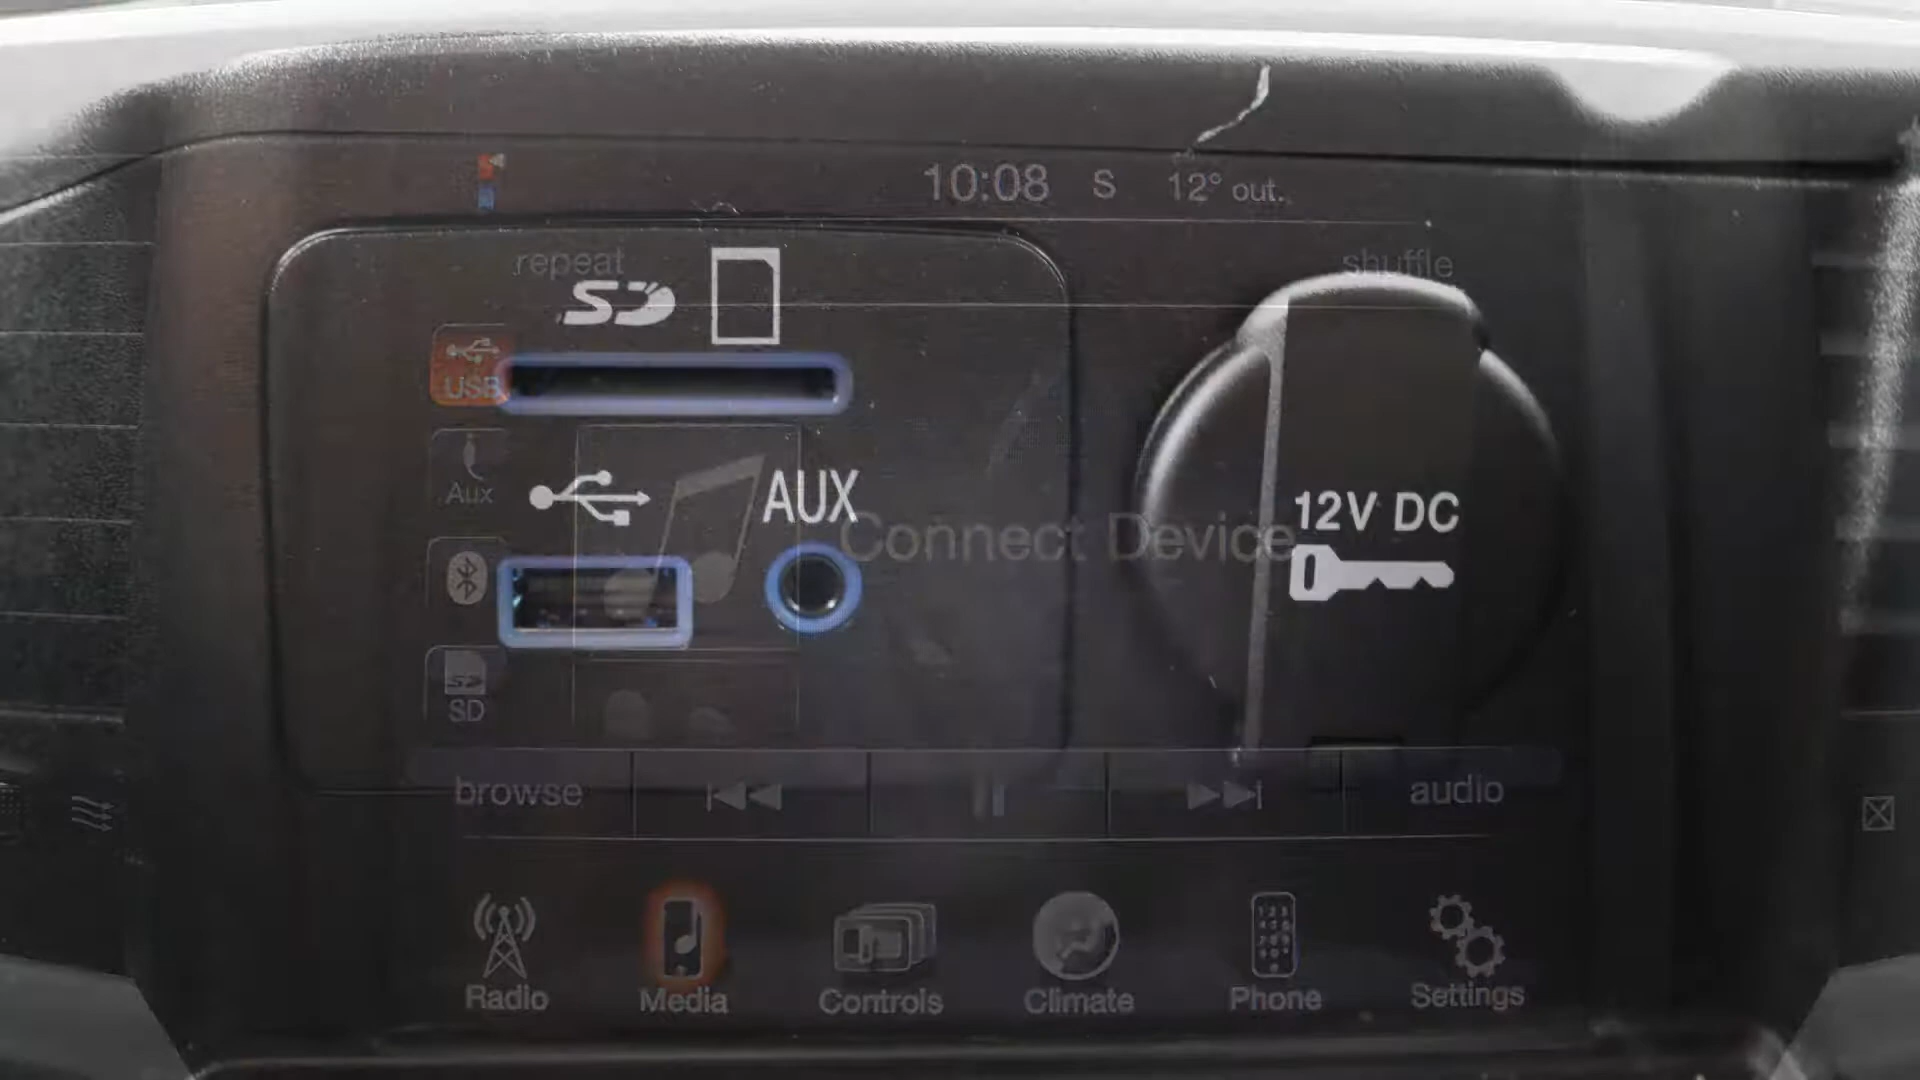 10:08 S 12° out.
repeat shuffle
SD
USB
Aux
AUX
Connect Device
12V DC
SD
browse audio
Radio Media Controls Climate Phone Settings